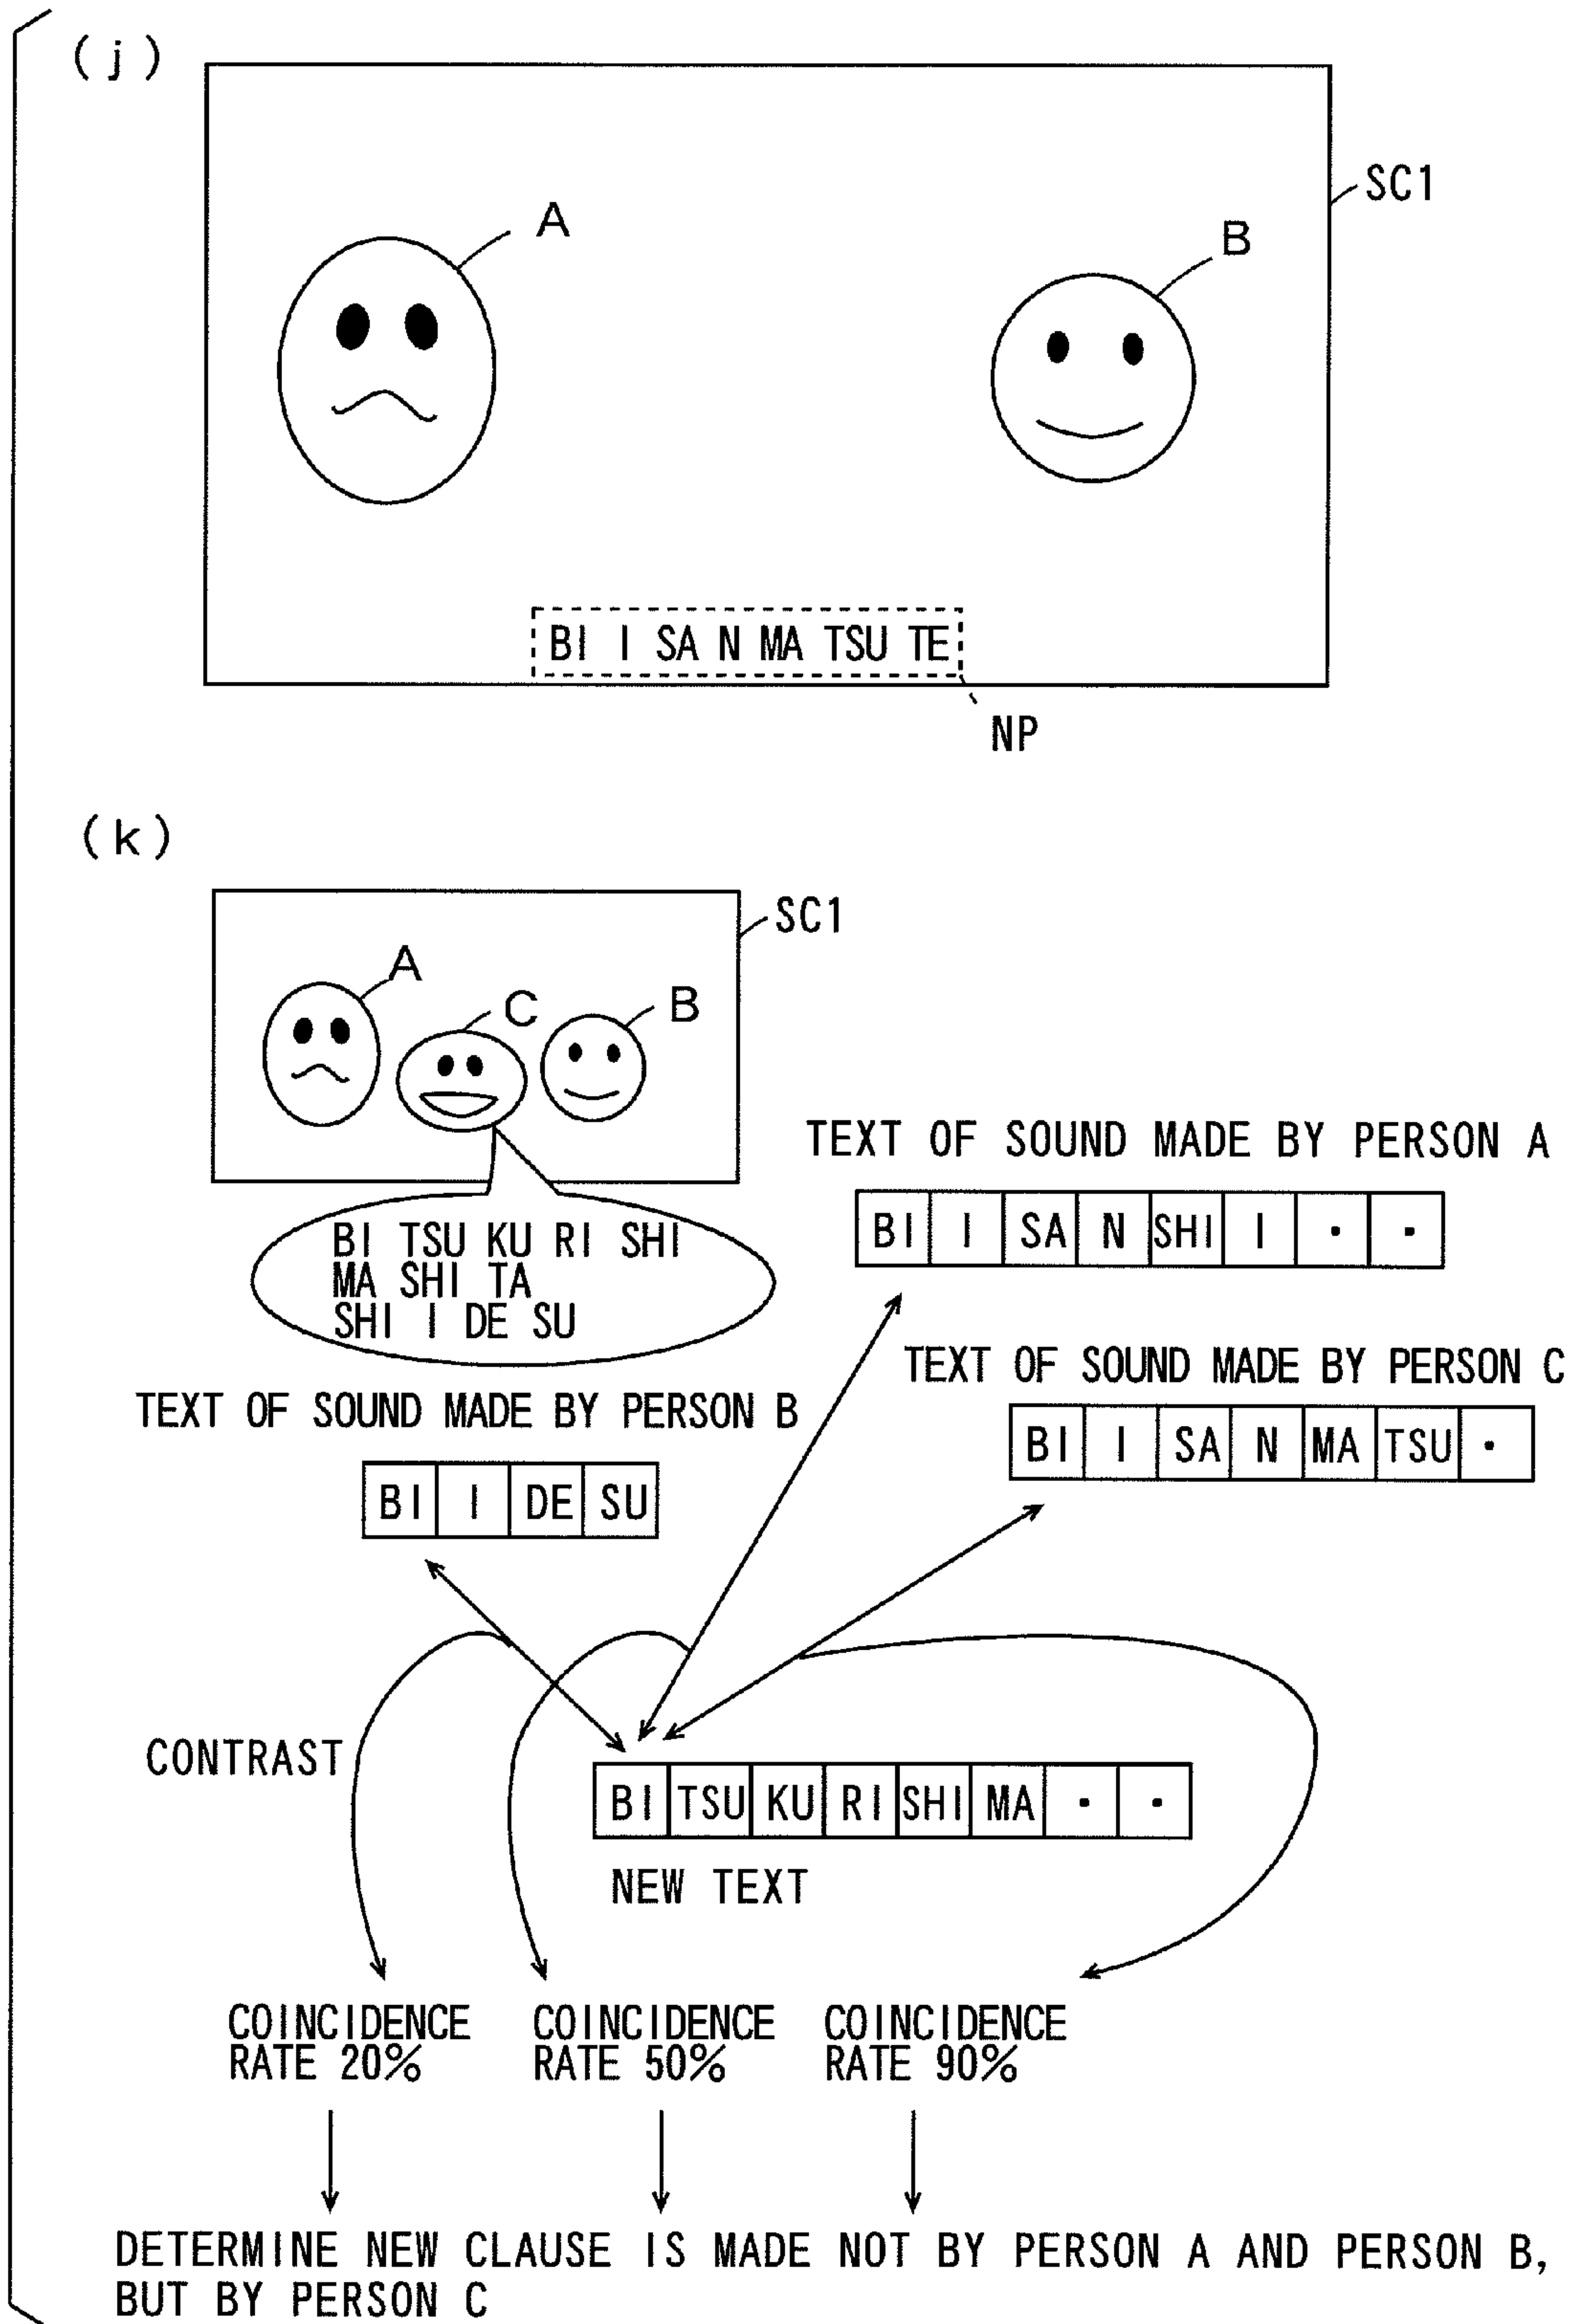 (j)
SC1
A
B
BI I SA N MA TSU TE
NP
(k)
SC1
A
C
B
BI TSU KU RI SHI
MA SHI TA
SHI I DE SU
TEXT OF SOUND MADE BY PERSON A
BI I SA N SHI I · ·
TEXT OF SOUND MADE BY PERSON C
BI I SA N MA TSU ·
TEXT OF SOUND MADE BY PERSON B
BI I DE SU
CONTRAST
BI TSU KU RI SHI MA · ·
NEW TEXT
COINCIDENCE
RATE 20%
COINCIDENCE
RATE 50%
COINCIDENCE
RATE 90%
DETERMINE NEW CLAUSE IS MADE NOT BY PERSON A AND PERSON B,
BUT BY PERSON C